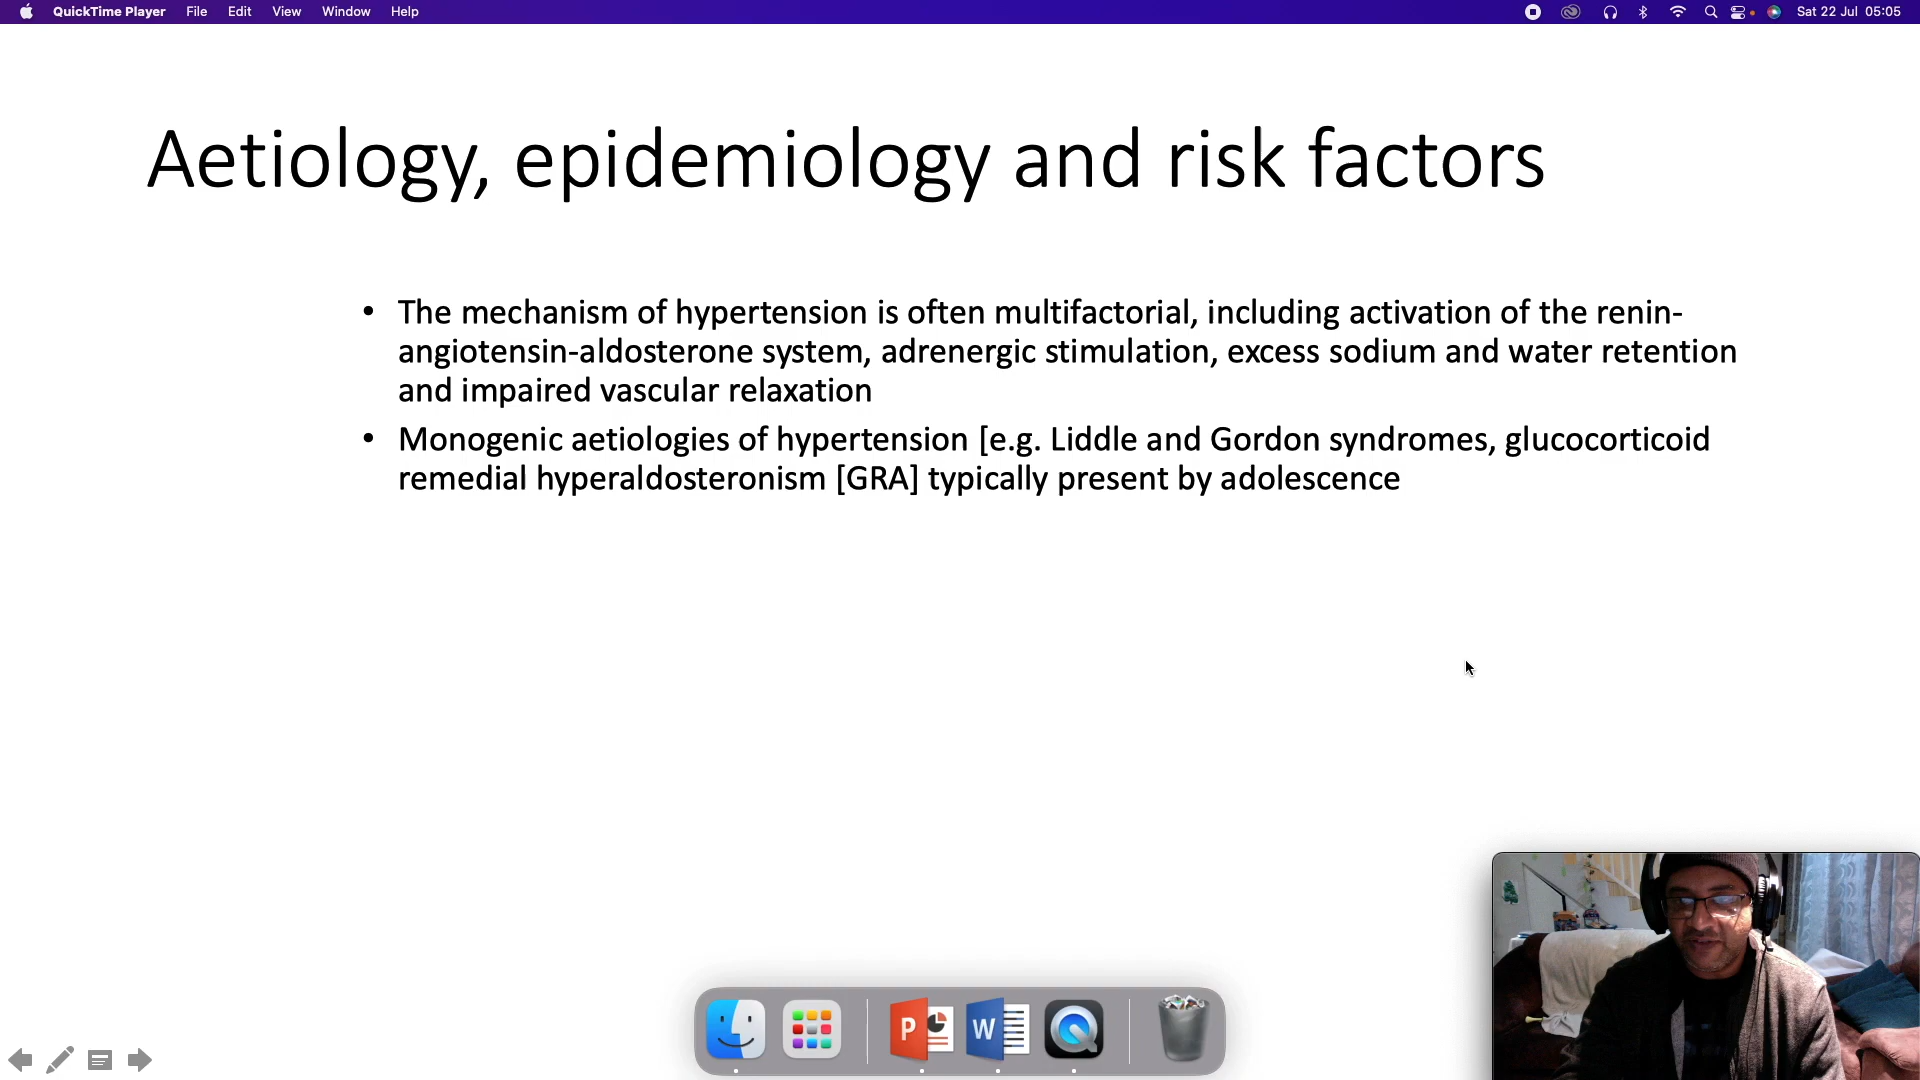 QuickTime Player File Edit View Window Help Sat 22 Jul 05:05
Aetiology, epidemiology and risk factors
• The mechanism of hypertension is often multifactorial, including activation of the renin-
angiotensin-aldosterone system, adrenergic stimulation, excess sodium and water retention
and impaired vascular relaxation
• Monogenic aetiologies of hypertension [e.g. Liddle and Gordon syndromes, glucocorticoid
remedial hyperaldosteronism [GRA] typically present by adolescence
P W